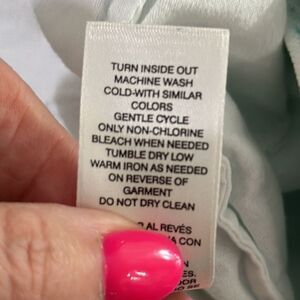 TURN INSIDE OUT
MACHINE WASH
COLD-WITH SIMILAR
COLORS
GENTLE CYCLE
ONLY NON-CHLORINE
BLEACH WHEN NEEDED
TUMBLE DRY LOW
WARM IRON AS NEEDED
ON REVERSE OF
GARMENT
DO NOT DRY CLEAN
AL REVÉS
CON